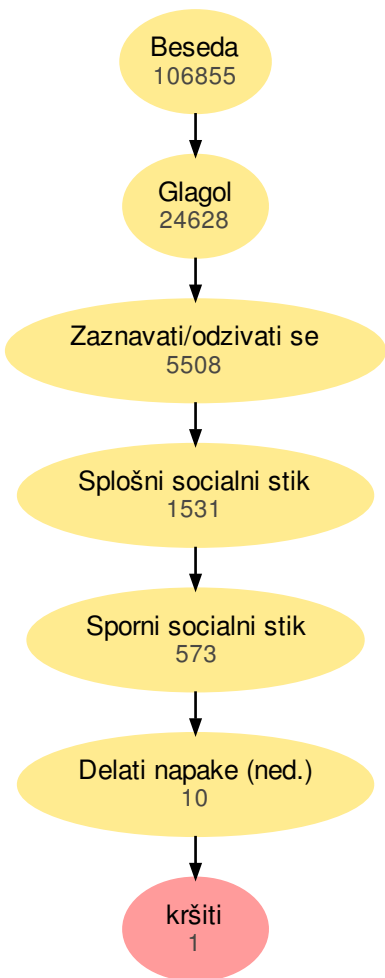 Beseda
106855
Glagol
24628
Zaznavati/odzivati se
5508
Splošni socialni stik
1531
Sporni socialni stik
573
Delati napake (ned.)
10
kršiti
1